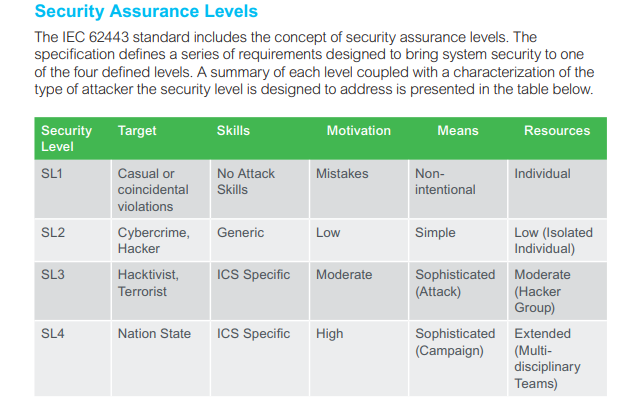 Security Assurance Levels
The IEC 62443 standard includes the concept of security assurance levels. The
specification defines a series of requirements designed to bring system security to one
of the four defined levels. A summary of each level coupled with a characterization of the
type of attacker the security level is designed to address is presented in the table below.
Security Level Target Skills Motivation Means Resources
SL1 Casual or coincidental violations No Attack Skills Mistakes Non-intentional Individual
SL2 Cybercrime, Hacker Generic Low Simple Low (Isolated Individual)
SL3 Hacktivist, Terrorist ICS Specific Moderate Sophisticated (Attack) Moderate (Hacker Group)
SL4 Nation State ICS Specific High Sophisticated (Campaign) Extended (Multi-disciplinary Teams)